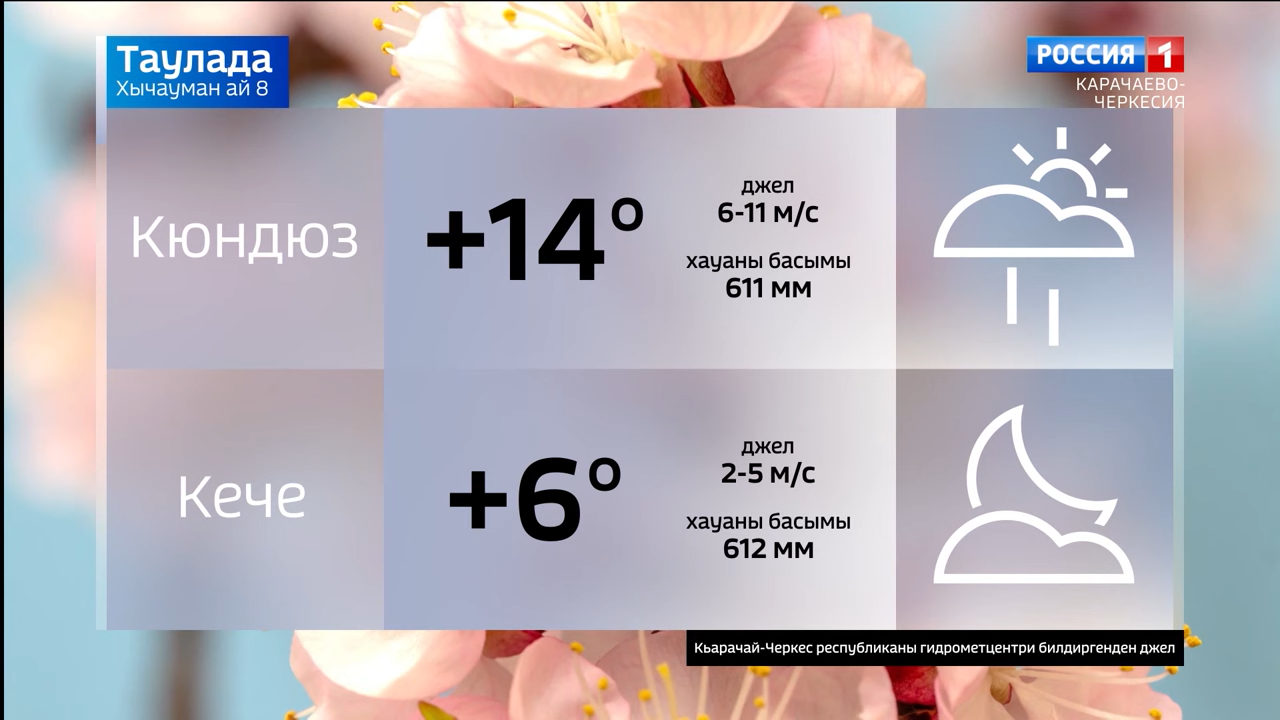 Таулада
Хычауман ай 8
РОССИЯ 1
КАРАЧАЕВО-
ЧЕРКЕСИЯ
Кюндюз
+14°
джел
6-11 м/с
хауаны басымы
611 мм
Кече
+6°
джел
2-5 м/с
хауаны басымы
612 мм
Кьарачай-Черкес республиканы гидрометцентри билдиргенден джел